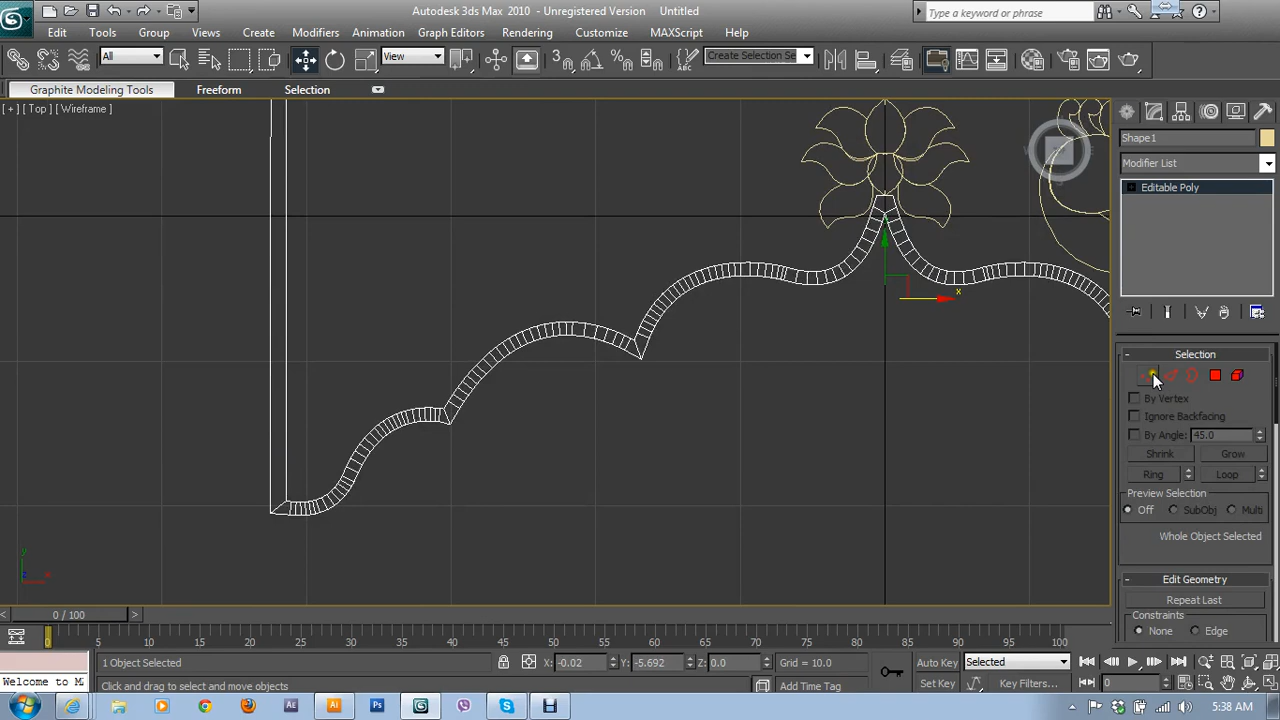 Autodesk 3ds Max 2010 - Unregistered Version Untitled
Type a keyword or phrase
Edit Tools Group Views Create Modifiers Animation Graph Editors Rendering Customize MAXScript Help
All View Create Selection Se
Graphite Modeling Tools Freeform Selection
[ + ] [ Top ] [ Wireframe ]
Shape1
Modifier List
Editable Poly
x
Selection
By Vertex
Ignore Backfacing
By Angle: 45.0
Shrink Grow
Ring Loop
Preview Selection
Off SubObj Multi
Whole Object Selected
y
x
Edit Geometry
Repeat Last
Constraints
None Edge
0 / 100
0 5 10 15 20 25 30 35 40 45 50 55 60 65 70 75 80 85 90 95 100
1 Object Selected X: -0.02 Y: -5.692 Z: 0.0 Grid = 10.0 Auto Key Selected
Welcome to M Click and drag to select and move objects Add Time Tag Set Key Key Filters... 0
5:38 AM